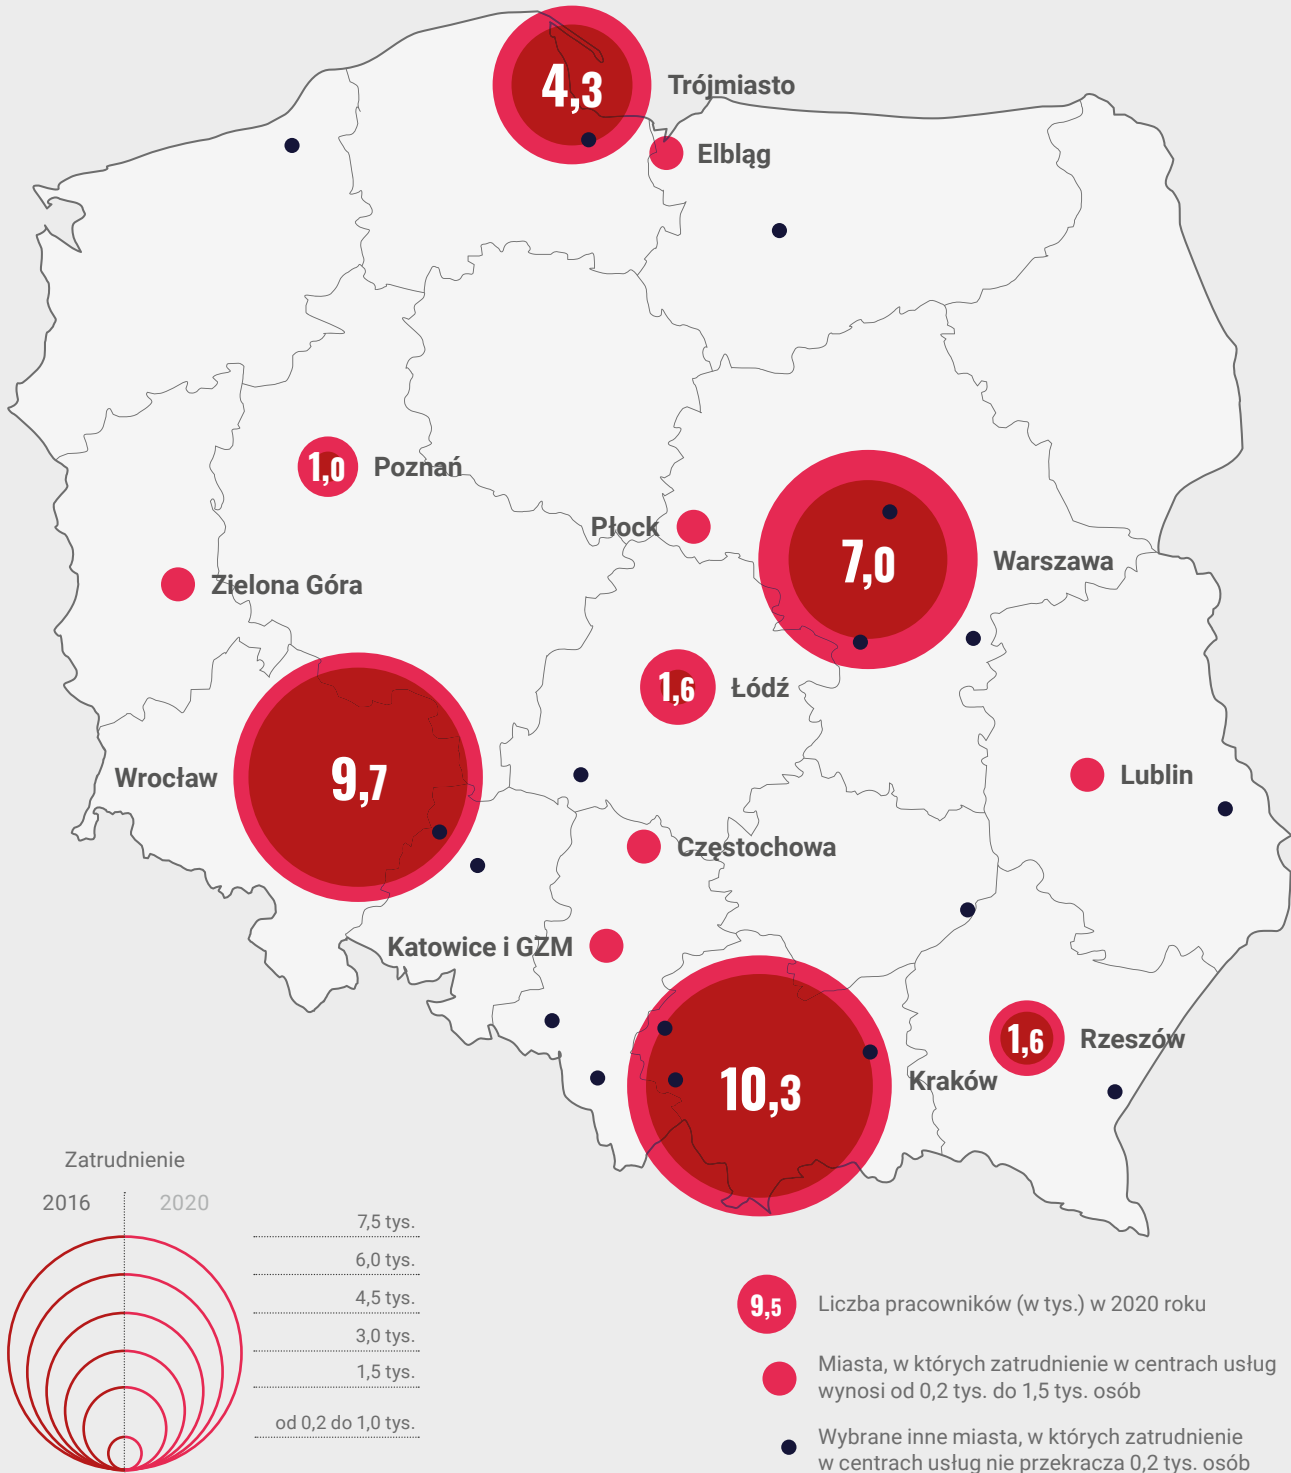 4,3
Trójmiasto
Elbląg
1,0
Poznań
Płock
7,0
Warszawa
Zielona Góra
1,6
Łódź
9,7
Wrocław
Lublin
Częstochowa
Katowice i GZM
10,3
Kraków
1,6
Rzeszów
Zatrudnienie
2016
2020
7,5 tys.
6,0 tys.
4,5 tys.
3,0 tys.
1,5 tys.
od 0,2 do 1,0 tys.
9,5
Liczba pracowników (w tys.) w 2020 roku
Miasta, w których zatrudnienie w centrach usług
wynosi od 0,2 tys. do 1,5 tys. osób
Wybrane inne miasta, w których zatrudnienie
w centrach usług nie przekracza 0,2 tys. osób